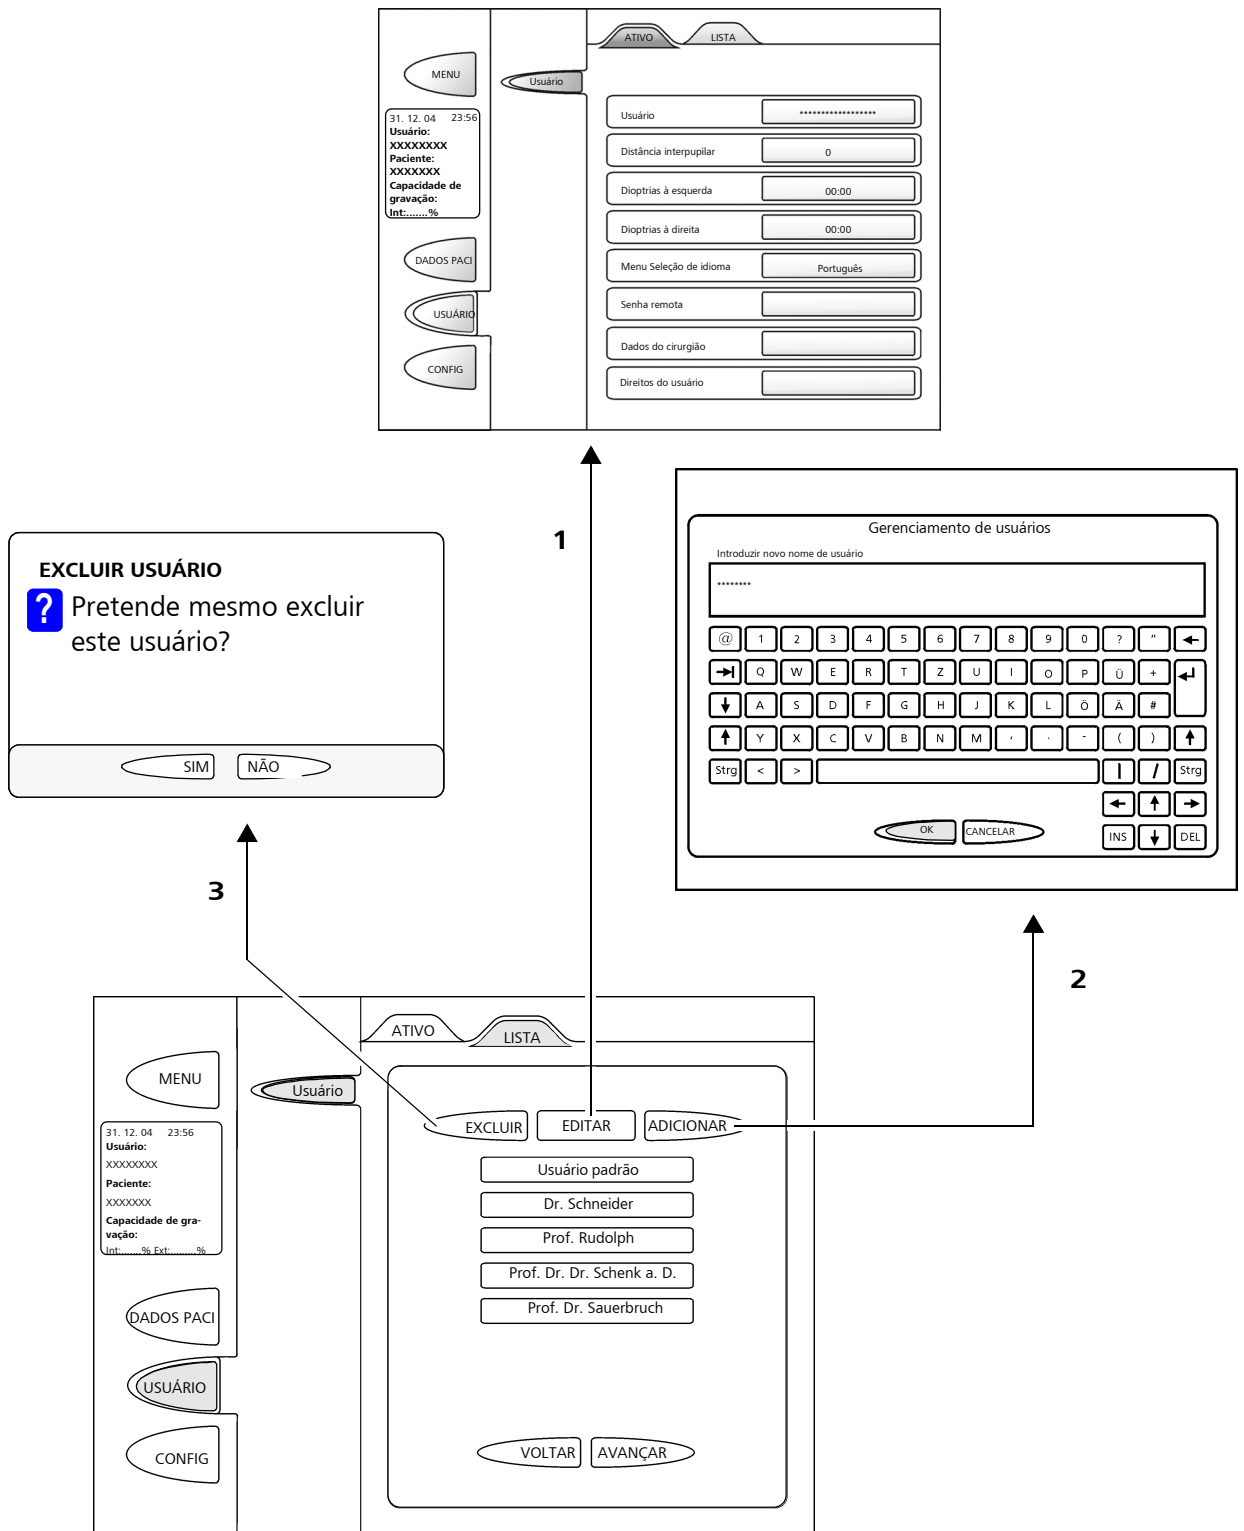 ATIVO
LISTA
MENU
Usuário
31. 12. 04 23:56
Usuário:
XXXXXXXX
Paciente:
XXXXXXX
Capacidade de
gravação:
Int:.......%
DADOS PACI
USUÁRIO
CONFIG
Usuário ******************
Distância interpupilar 0
Dioptrias à esquerda 00:00
Dioptrias à direita 00:00
Menu Seleção de idioma Português
Senha remota
Dados do cirurgião
Direitos do usuário
1
EXCLUIR USUÁRIO
? Pretende mesmo excluir
este usuário?
SIM NÃO
3
Gerenciamento de usuários
Introduzir novo nome de usuário
********
@ 1 2 3 4 5 6 7 8 9 0 ? "
Q W E R T Z U I O P Ü +
A S D F G H J K L Ö Ä #
Y X C V B N M , . - ( )
Strg < > | / Strg
OK CANCELAR
INS DEL
2
ATIVO
LISTA
MENU
Usuário
31. 12. 04 23:56
Usuário:
XXXXXXXX
Paciente:
XXXXXXX
Capacidade de gra-
vação:
Int:.......% Ext:.........%
DADOS PACI
USUÁRIO
CONFIG
EXCLUIR EDITAR ADICIONAR
Usuário padrão
Dr. Schneider
Prof. Rudolph
Prof. Dr. Dr. Schenk a. D.
Prof. Dr. Sauerbruch
VOLTAR AVANÇAR